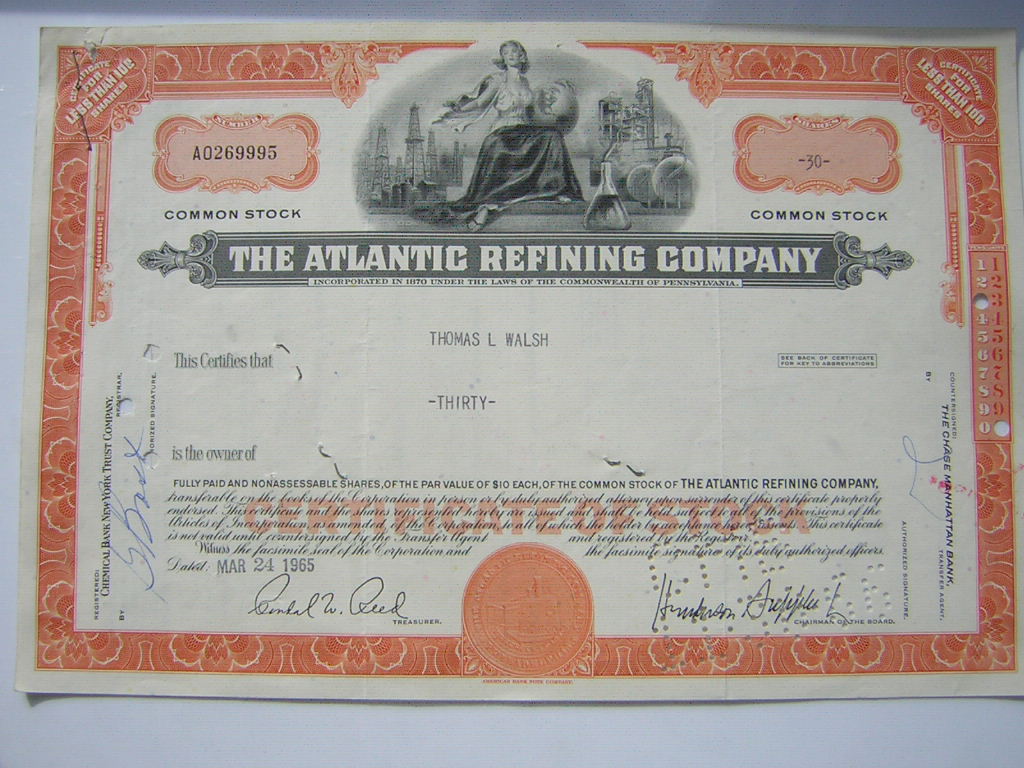 CERTIFICATE
FOR
LESS THAN 100
SHARES
CERTIFICATE
FOR
LESS THAN 100
SHARES
NUMBER
A0269995
SHARES
-30-
COMMON STOCK
COMMON STOCK
THE ATLANTIC REFINING COMPANY
INCORPORATED IN 1870 UNDER THE LAWS OF THE COMMONWEALTH OF PENNSYLVANIA.
THOMAS L WALSH
This Certifies that
SEE BACK OF CERTIFICATE
FOR KEY TO ABBREVIATIONS
-THIRTY-
is the owner of
FULLY PAID AND NONASSESSABLE SHARES, OF THE PAR VALUE OF $10 EACH, OF THE COMMON STOCK OF THE ATLANTIC REFINING COMPANY,
transferable on the books of the Corporation in person or by duly authorized attorney upon surrender of this certificate properly
endorsed. This certificate and the shares represented hereby are issued and shall be held subject to all of the provisions of the
Articles of Incorporation, as amended, of the Corporation, to all of which the holder by acceptance hereof assents. This certificate
is not valid until countersigned by the Transfer Agent and registered by the Registrar.
Witness the facsimile seal of the Corporation and the facsimile signatures of its duly authorized officers.
Dated: MAR 24 1965
TREASURER.
CHAIRMAN OF THE BOARD.
AMERICAN BANK NOTE COMPANY.
REGISTERED:
CHEMICAL BANK NEW YORK TRUST COMPANY,
REGISTRAR,
BY
AUTHORIZED SIGNATURE.
COUNTERSIGNED:
THE CHASE MANHATTAN BANK,
TRANSFER AGENT,
BY
AUTHORIZED SIGNATURE.
1 1
2 2
3
4 4
5 5
6 6
7 7
8 8
9 9
0